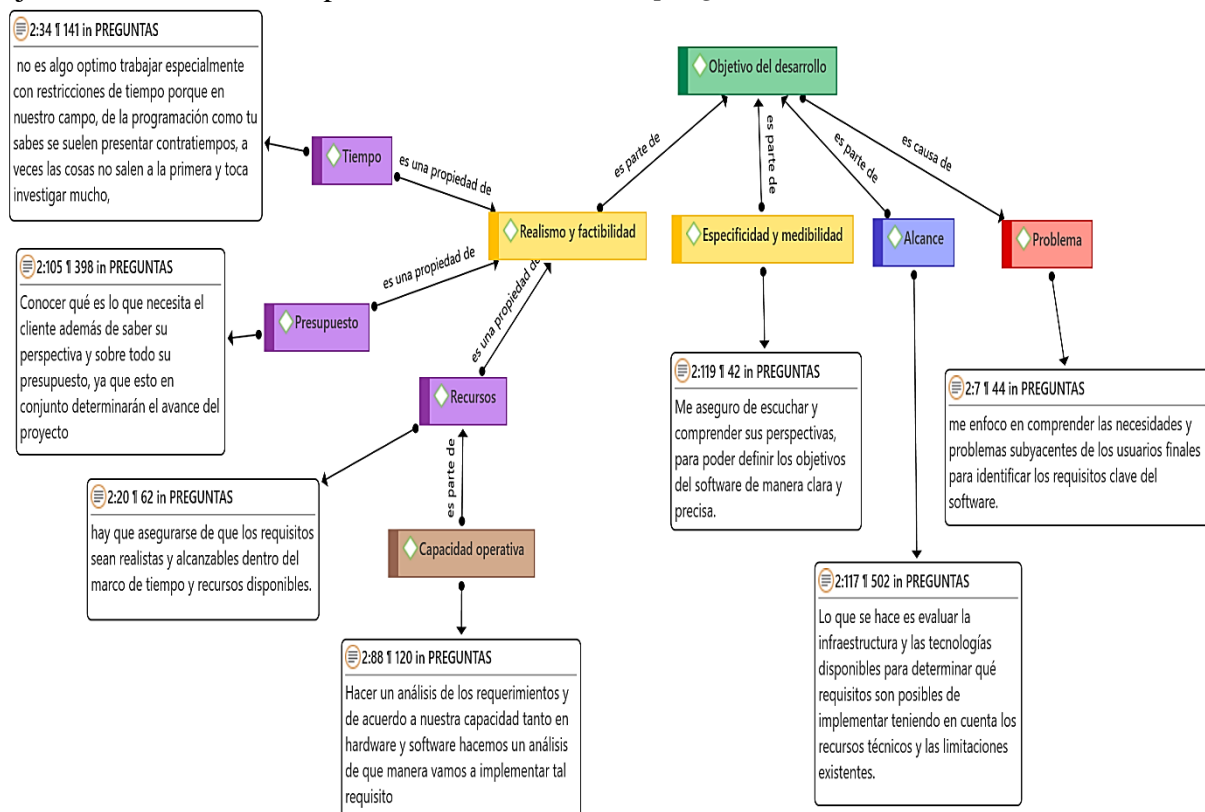 2:34 ¶ 141 in PREGUNTAS
no es algo optimo trabajar especialmente
con restricciones de tiempo porque en
nuestro campo, de la programación como tu
sabes se suelen presentar contratiempos, a
veces las cosas no salen a la primera y toca
investigar mucho,
Objetivo del desarrollo
Tiempo
es una propiedad de
es parte de
es parte de
es parte de
es causa de
Realismo y factibilidad
Especificidad y medibilidad
Alcance
Problema
2:105 ¶ 398 in PREGUNTAS
Conocer qué es lo que necesita el
cliente además de saber su
perspectiva y sobre todo su
presupuesto, ya que esto en
conjunto determinarán el avance del
proyecto
es una propiedad de
Presupuesto
es una propiedad de
Recursos
2:119 ¶ 42 in PREGUNTAS
Me aseguro de escuchar y
comprender sus perspectivas,
para poder definir los objetivos
del software de manera clara y
precisa.
2:7 ¶ 44 in PREGUNTAS
me enfoco en comprender las necesidades y
problemas subyacentes de los usuarios finales
para identificar los requisitos clave del
software.
2:20 ¶ 62 in PREGUNTAS
hay que asegurarse de que los requisitos
sean realistas y alcanzables dentro del
marco de tiempo y recursos disponibles.
es parte de
Capacidad operativa
2:117 ¶ 502 in PREGUNTAS
Lo que se hace es evaluar la
infraestructura y las tecnologías
disponibles para determinar qué
requisitos son posibles de
implementar teniendo en cuenta los
recursos técnicos y las limitaciones
existentes.
2:88 ¶ 120 in PREGUNTAS
Hacer un análisis de los requerimientos y
de acuerdo a nuestra capacidad tanto en
hardware y software hacemos un análisis
de que manera vamos a implementar tal
requisito